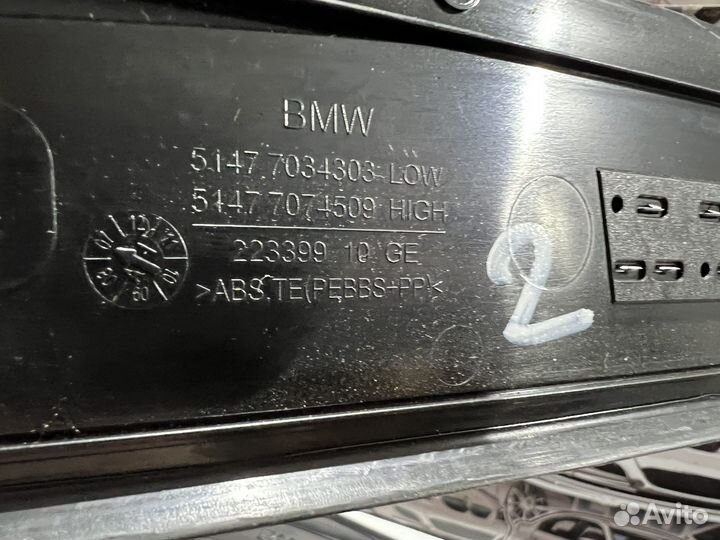 BMW
5147 7034303 LOW
5147 7074509 HIGH
223399 10 GE
>ABS.TE(PEBBS+PP)<
2
Avito